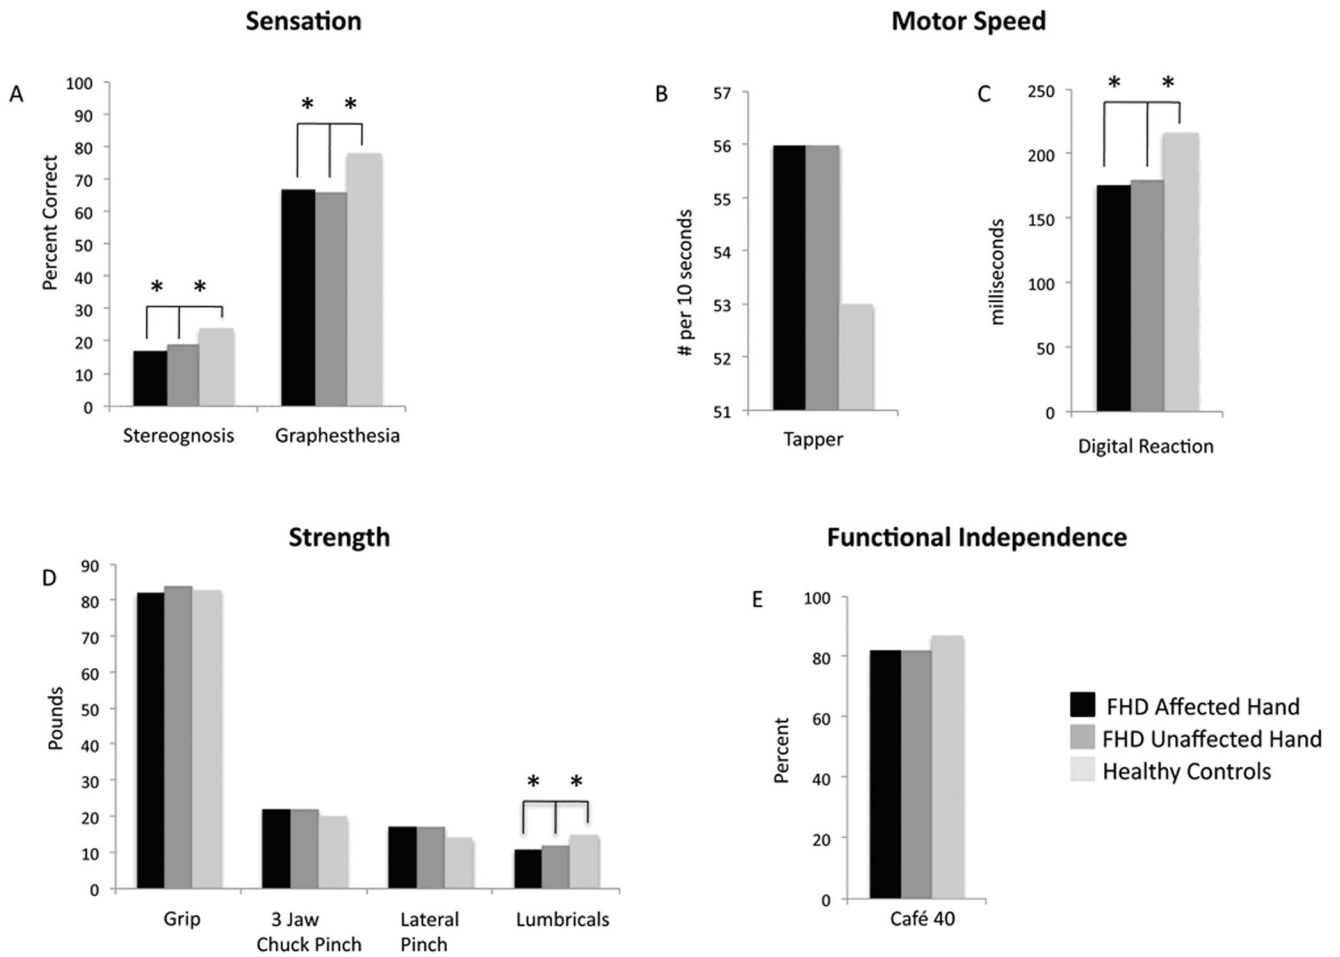 Sensation
Motor Speed
A
Percent Correct
100
90
80
70
60
50
40
30
20
10
0
* *
* *
Stereognosis
Graphesthesia
B
# per 10 seconds
57
56
55
54
53
52
51
Tapper
C
milliseconds
250
200
150
100
50
0
* *
Digital Reaction
Strength
Functional Independence
D
Pounds
90
80
70
60
50
40
30
20
10
0
* *
Grip
3 Jaw
Chuck Pinch
Lateral
Pinch
Lumbricals
E
Percent
100
80
60
40
20
0
Café 40
FHD Affected Hand
FHD Unaffected Hand
Healthy Controls